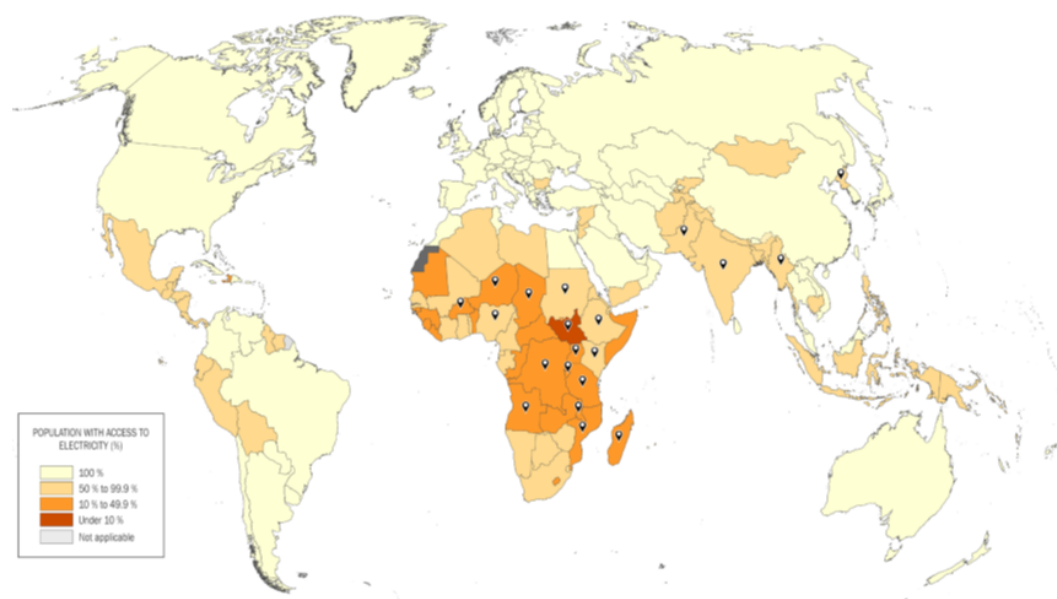 POPULATION WITH ACCESS TO
ELECTRICITY (%)
100 %
50 % to 99.9 %
10 % to 49.9 %
Under 10 %
Not applicable